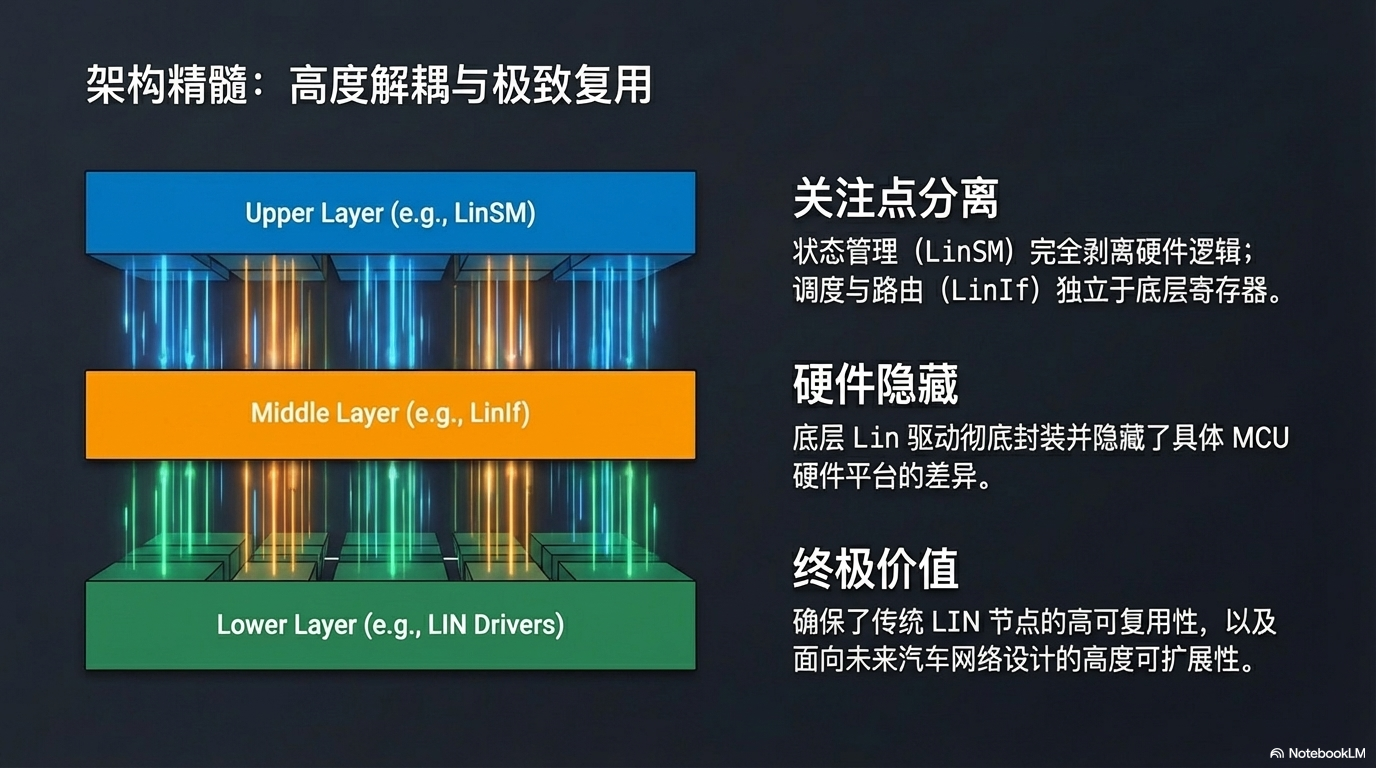 架构精髓：高度解耦与极致复用
Upper Layer (e.g., LinSM)
Middle Layer (e.g., LinIf)
Lower Layer (e.g., LIN Drivers)
关注点分离
状态管理（LinSM）完全剥离硬件逻辑；
调度与路由（LinIf）独立于底层寄存器。
硬件隐藏
底层 Lin 驱动彻底封装并隐藏了具体 MCU
硬件平台的差异。
终极价值
确保了传统 LIN 节点的高可复用性，以及
面向未来汽车网络设计的高度可扩展性。
NotebookLM